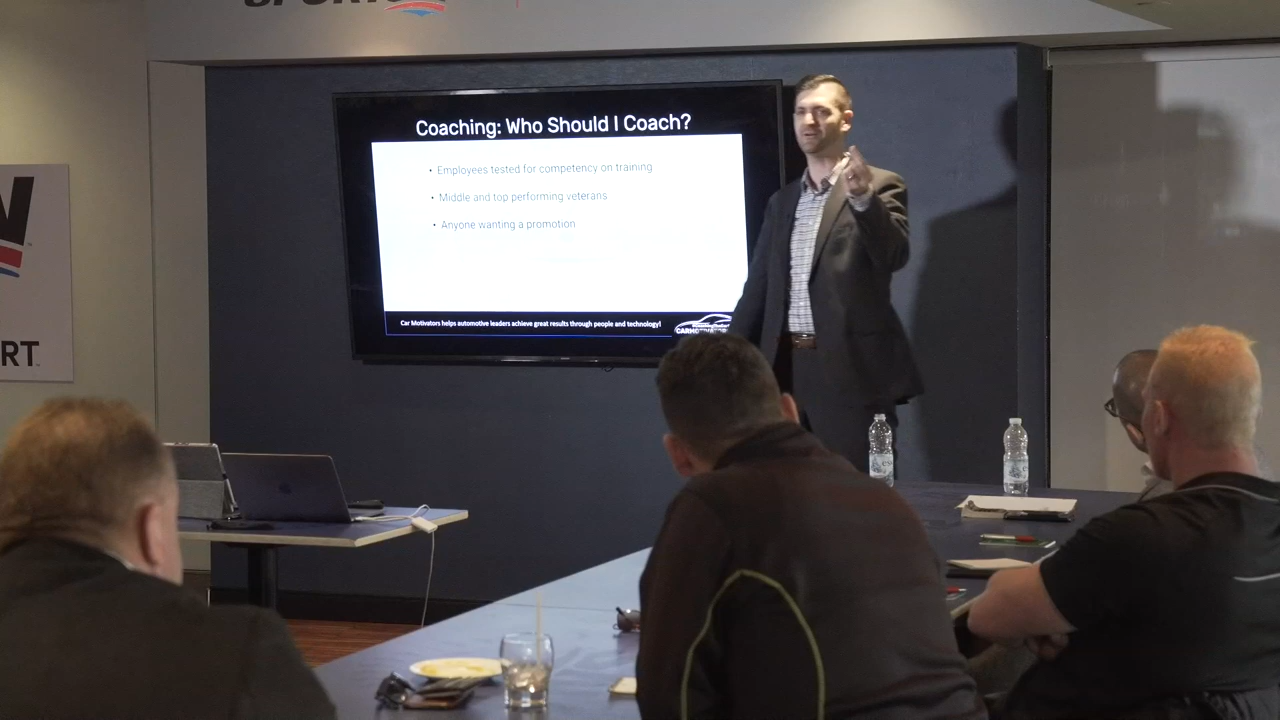 Coaching: Who Should I Coach?
• Employees tested for competency on training
• Middle and top performing veterans
• Anyone wanting a promotion
Car Motivators helps automotive leaders achieve great results through people and technology!
CARMOTIVATORS
RT